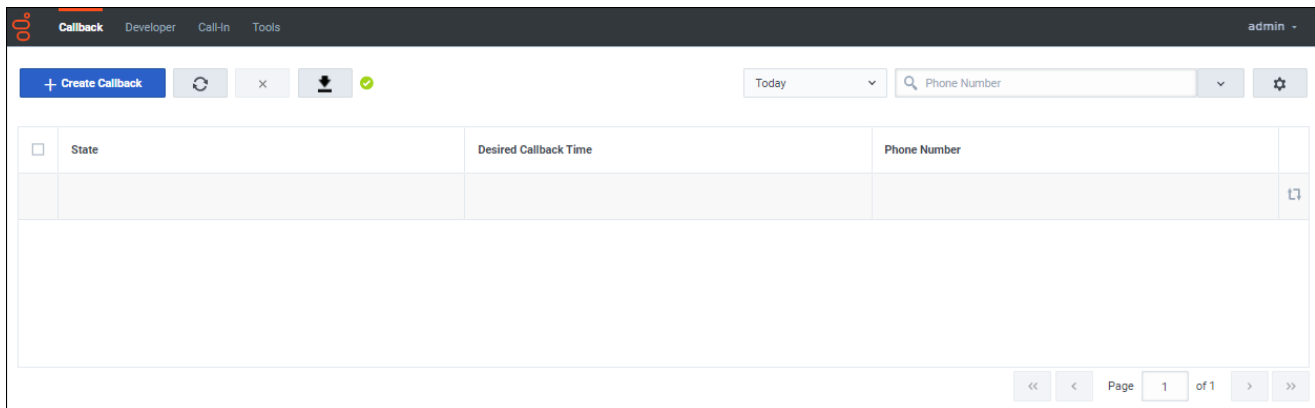 Callback Developer Call-In Tools admin
+ Create Callback Today Phone Number
State Desired Callback Time Phone Number
<< < Page 1 of 1 > >>